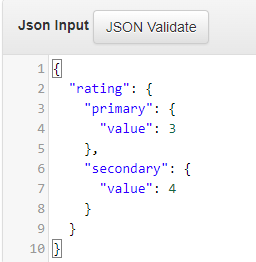 Json Input JSON Validate
1 {
2   "rating": {
3     "primary": {
4       "value": 3
5     },
6     "secondary": {
7       "value": 4
8     }
9   }
10 }